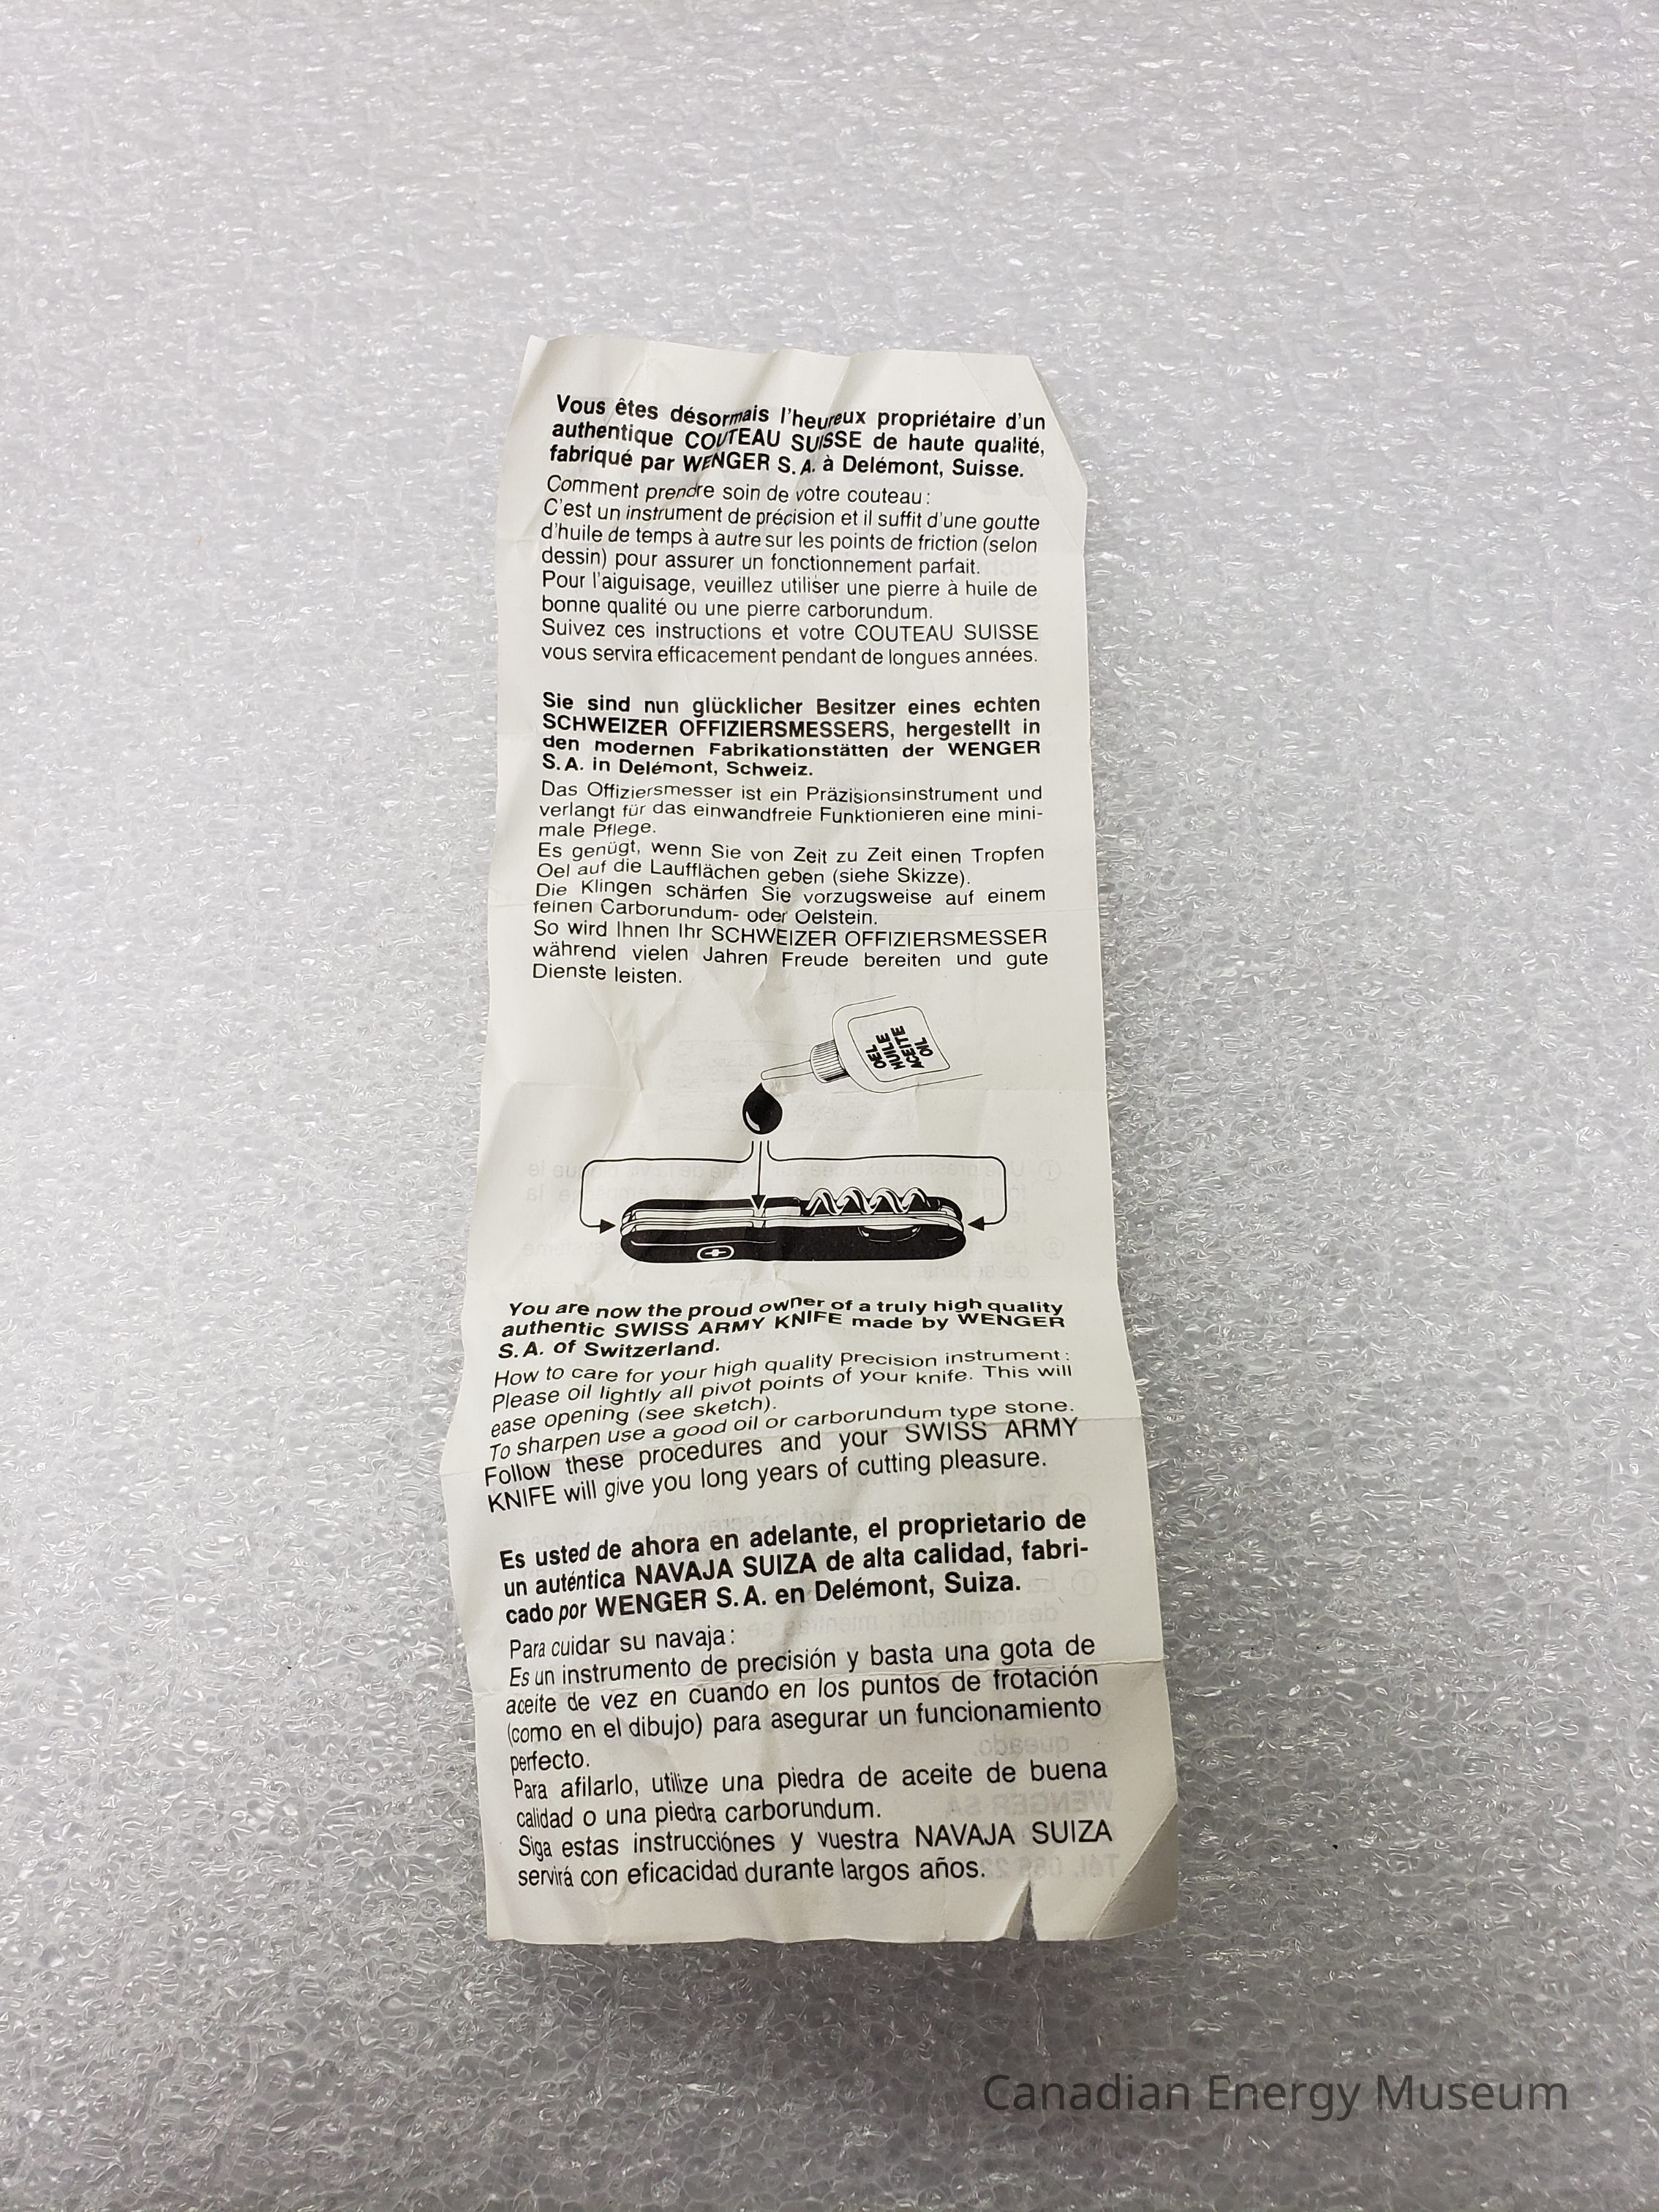 Vous êtes désormais l'heureux propriétaire d'un
authentique COUTEAU SUISSE de haute qualité,
fabriqué par WENGER S.A. à Delémont, Suisse.
Comment prendre soin de votre couteau:
C'est un instrument de précision et il suffit d'une goutte
d'huile de temps à autre sur les points de friction (selon
dessin) pour assurer un fonctionnement parfait.
Pour l'aiguisage, veuillez utiliser une pierre à huile de
bonne qualité ou une pierre carborundum.
Suivez ces instructions et votre COUTEAU SUISSE
vous servira efficacement pendant de longues années.
Sie sind nun glücklicher Besitzer eines echten
SCHWEIZER OFFIZIERSMESSERS, hergestellt in
den modernen Fabrikationstätten der WENGER
S.A. in Delémont, Schweiz.
Das Offiziersmesser ist ein Präzisionsinstrument und
verlangt für das einwandfreie Funktionieren eine mini-
male Pflege.
Es genügt, wenn Sie von Zeit zu Zeit einen Tropfen
Oel auf die Laufflächen geben (siehe Skizze).
Die Klingen schärfen Sie vorzugsweise auf einem
feinen Carborundum- oder Oelstein.
So wird Ihnen Ihr SCHWEIZER OFFIZIERSMESSER
während vielen Jahren Freude bereiten und gute
Dienste leisten.
OEL
HUILE
ACEITE
OIL
You are now the proud owner of a truly high quality
authentic SWISS ARMY KNIFE made by WENGER
S.A. of Switzerland.
How to care for your high quality precision instrument:
Please oil lightly all pivot points of your knife. This will
ease opening (see sketch).
To sharpen use a good oil or carborundum type stone.
Follow these procedures and your SWISS ARMY
KNIFE will give you long years of cutting pleasure.
Es usted de ahora en adelante, el proprietario de
un auténtica NAVAJA SUIZA de alta calidad, fabri-
cado por WENGER S.A. en Delémont, Suiza.
Para cuidar su navaja:
Es un instrumento de precisión y basta una gota de
aceite de vez en cuando en los puntos de frotación
(como en el dibujo) para asegurar un funcionamiento
perfecto.
Para afilarlo, utilize una piedra de aceite de buena
calidad o una piedra carborundum.
Siga estas instrucciónes y vuestra NAVAJA SUIZA
servirá con eficacidad durante largos años.
Canadian Energy Museum